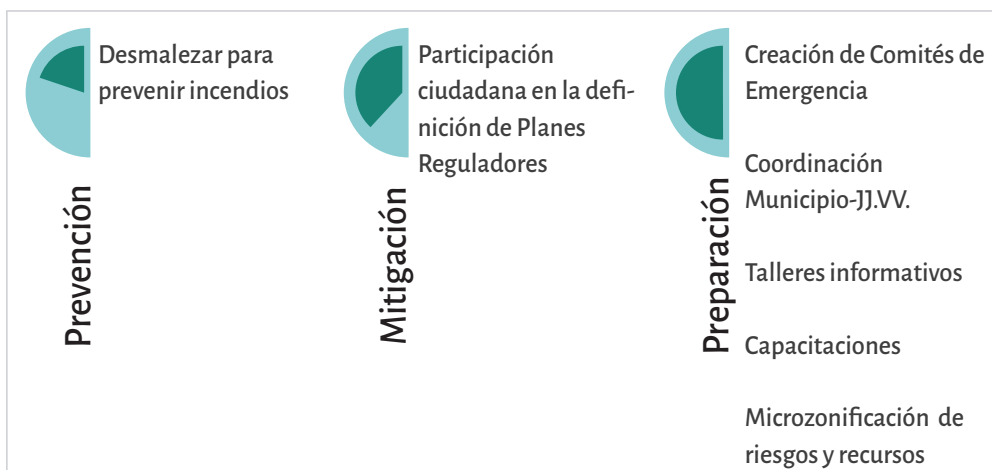 Prevención
Desmalezar para
prevenir incendios
Mitigación
Participación
ciudadana en la defi-
nición de Planes
Reguladores
Preparación
Creación de Comités de
Emergencia
Coordinación
Municipio-JJ.VV.
Talleres informativos
Capacitaciones
Microzonificación de
riesgos y recursos